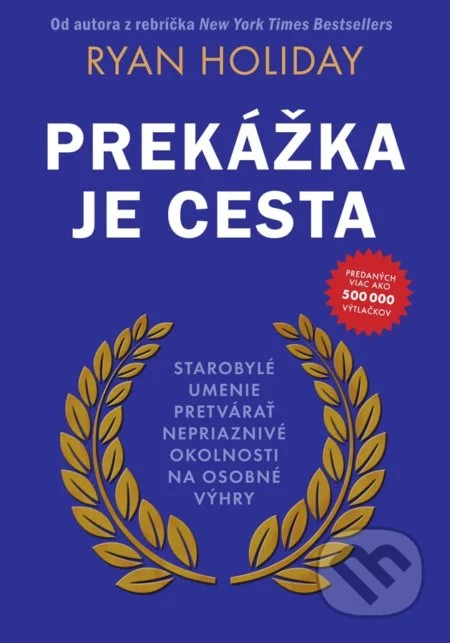 Od autora z rebríčka New York Times Bestsellers
RYAN HOLIDAY
PREKÁŽKA
JE CESTA
PREDANÝCH
VIAC AKO
500 000
VÝTLAČKOV
STAROBYLÉ
UMENIE
PRETVÁRAŤ
NEPRIAZNIVÉ
OKOLNOSTI
NA OSOBNÉ
VÝHRY